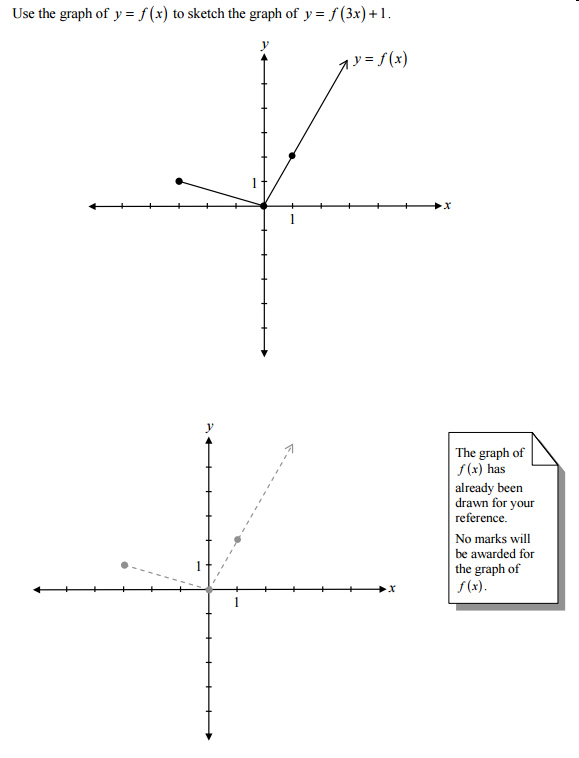 Use the graph of y = f(x) to sketch the graph of y = f(3x)+1.
y
y = f(x)
1
x
1
y
The graph of
f(x) has
already been
drawn for your
reference.
No marks will
be awarded for
the graph of
f(x).
1
x
1